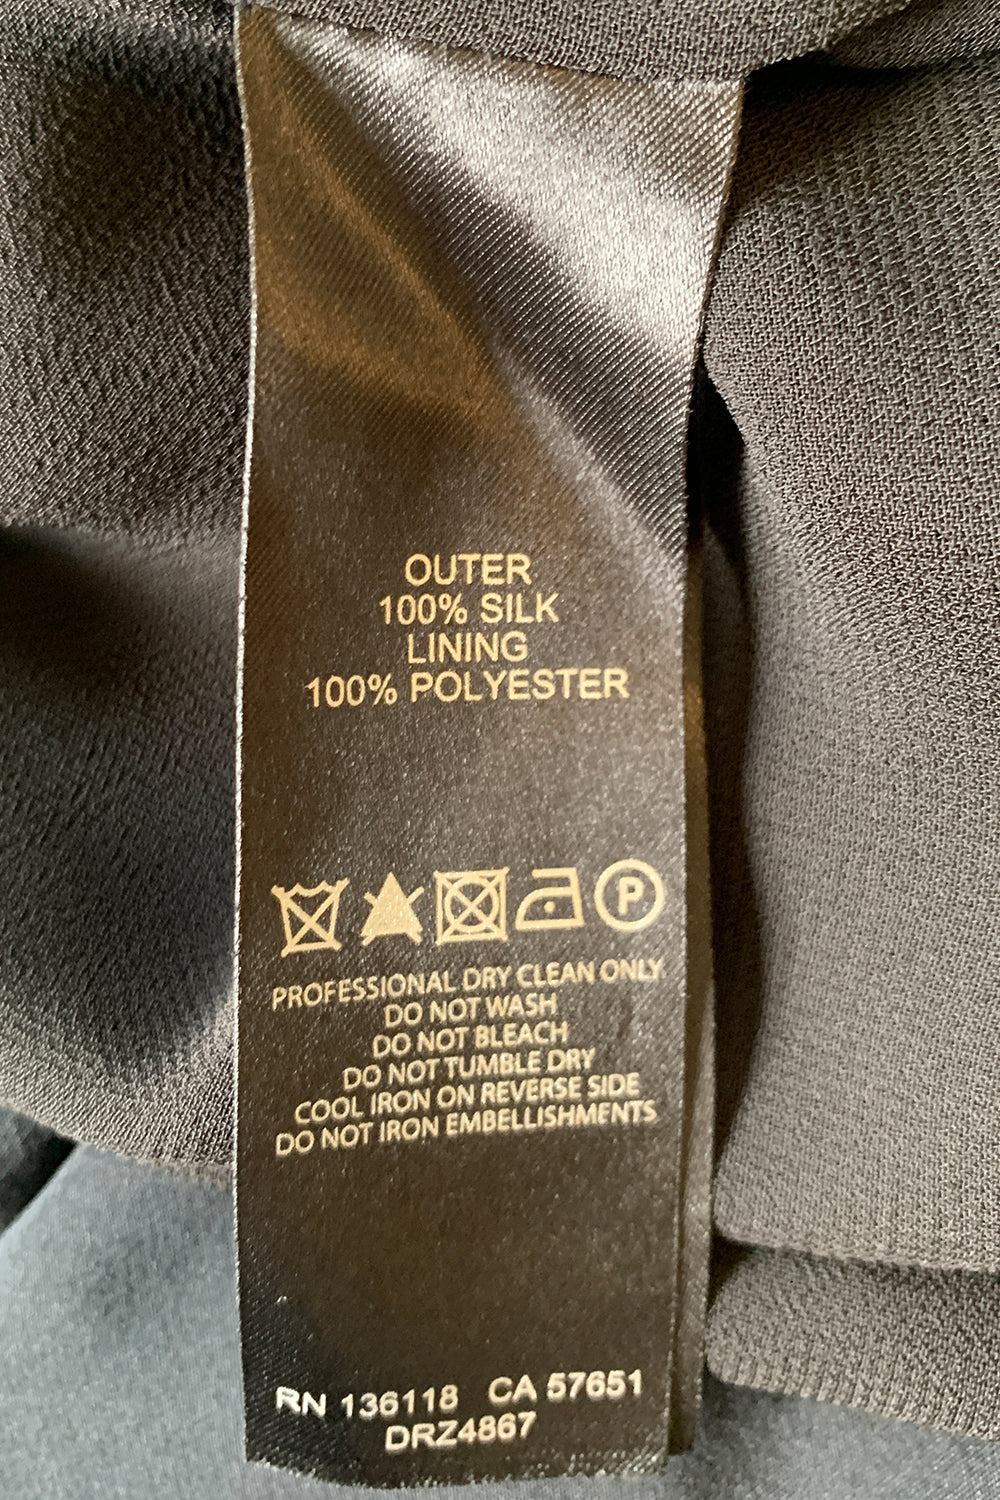 OUTER
100% SILK
LINING
100% POLYESTER
P
PROFESSIONAL DRY CLEAN ONLY
DO NOT WASH
DO NOT BLEACH
DO NOT TUMBLE DRY
COOL IRON ON REVERSE SIDE
DO NOT IRON EMBELLISHMENTS
RN 136118 CA 57651
DRZ4867